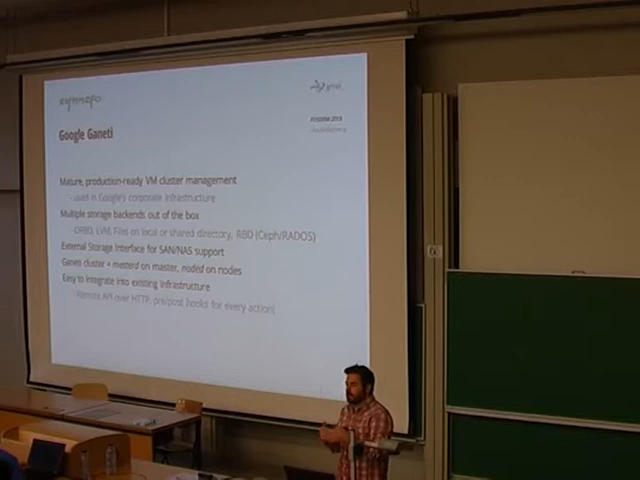 synnefo
grnet
FOSDEM 2013
Google Ganeti
Mature, production-ready VM cluster management
- used in Google's corporate infrastructure
Multiple storage backends out of the box
- DRBD, LVM, Files on local or shared directory, RBD (Ceph/RADOS)
External Storage Interface for SAN/NAS support
Ganeti cluster = masterd on master, noded on nodes
Easy to integrate into existing infrastructure
- Remote API over HTTP, pre/post hooks for every action!